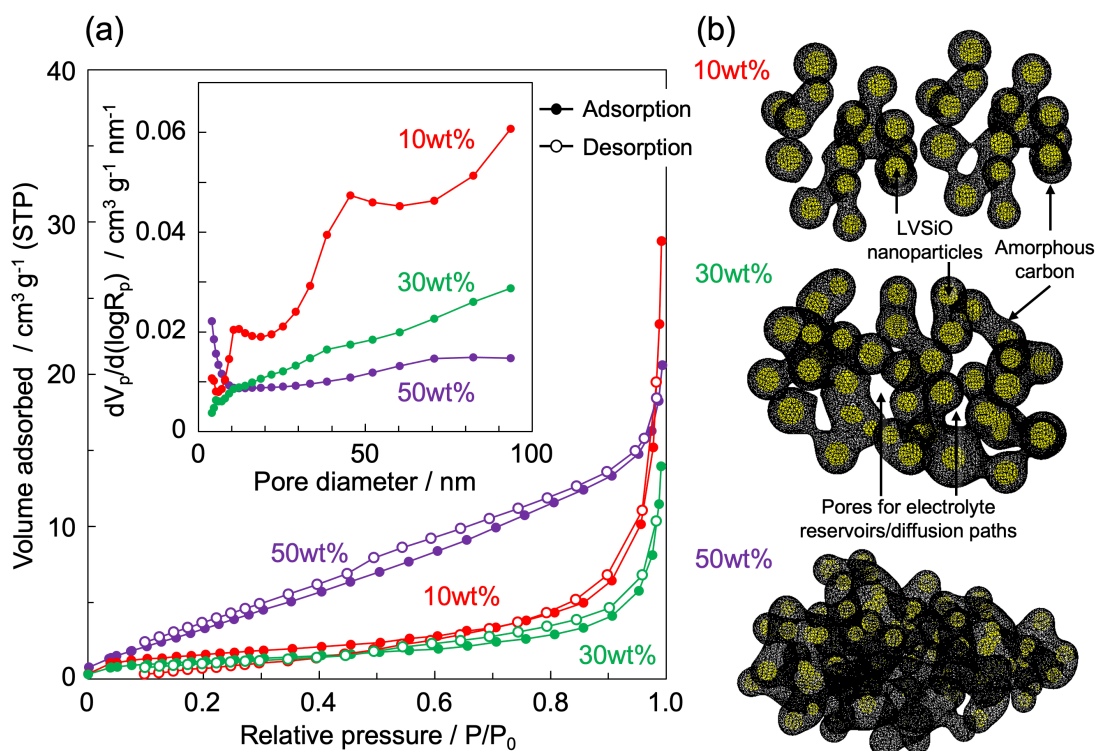 (a)
Volume adsorbed / cm³ g⁻¹ (STP)
40
30
20
10
0
0
0.2
0.4
0.6
0.8
1.0
Relative pressure / P/P₀
50wt%
10wt%
30wt%
Adsorption
Desorption
dVₚ/d(logRₚ) / cm³ g⁻¹ nm⁻¹
0.06
0.04
0.02
0
0
50
100
Pore diameter / nm
10wt%
30wt%
50wt%
(b)
10wt%
LVSiO
nanoparticles
Amorphous
carbon
30wt%
Pores for electrolyte
reservoirs/diffusion paths
50wt%